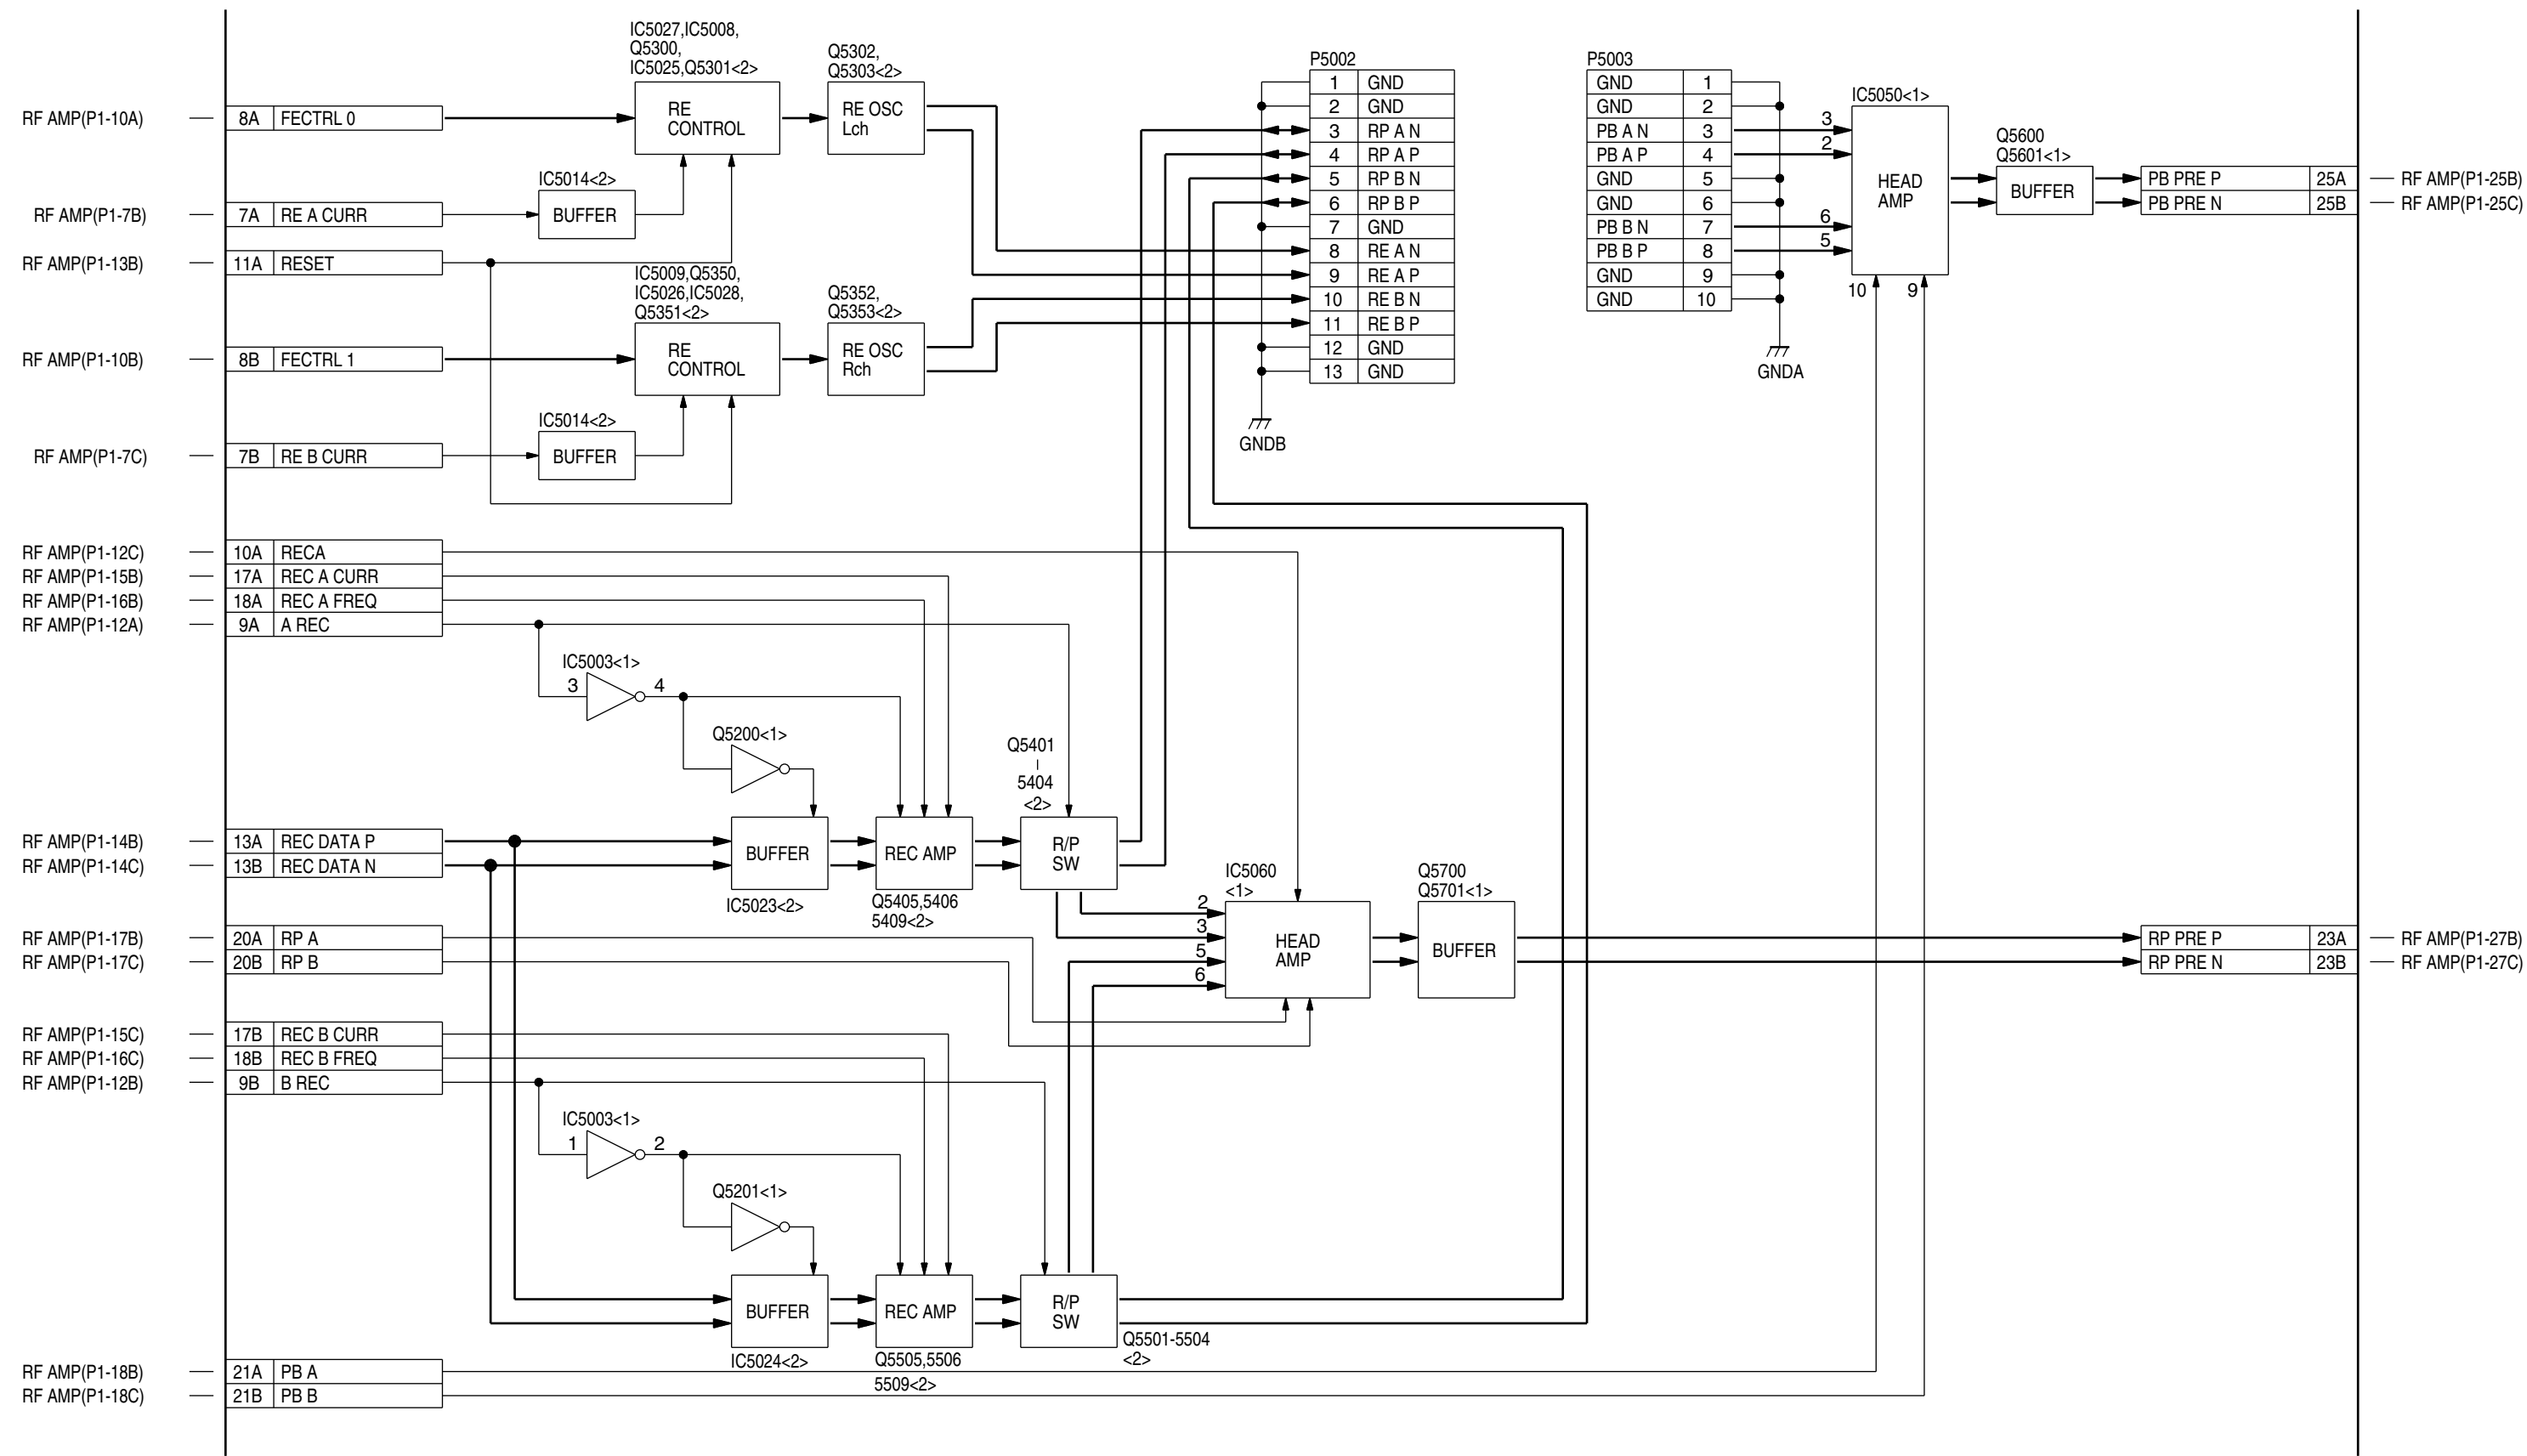 IC5027,IC5008,
Q5300,
IC5025,Q5301<2>
Q5302,
Q5303<2>
RF AMP(P1-10A)
8A FECTRL 0
RE
CONTROL
RE OSC
Lch
IC5014<2>
RF AMP(P1-7B)
7A RE A CURR
BUFFER
RF AMP(P1-13B)
11A RESET
IC5009,Q5350,
IC5026,IC5028,
Q5351<2>
Q5352,
Q5353<2>
RF AMP(P1-10B)
8B FECTRL 1
RE
CONTROL
RE OSC
Rch
IC5014<2>
RF AMP(P1-7C)
7B RE B CURR
BUFFER
P5002
1 GND
2 GND
3 RP A N
4 RP A P
5 RP B N
6 RP B P
7 GND
8 RE A N
9 RE A P
10 RE B N
11 RE B P
12 GND
13 GND
GNDB
P5003
GND 1
GND 2
PB A N 3
PB A P 4
GND 5
GND 6
PB B N 7
PB B P 8
GND 9
GND 10
GNDA
IC5050<1>
3
2
6
5
HEAD
AMP
10 9
Q5600
Q5601<1>
BUFFER
PB PRE P 25A RF AMP(P1-25B)
PB PRE N 25B RF AMP(P1-25C)
RF AMP(P1-12C) 10A RECA
RF AMP(P1-15B) 17A REC A CURR
RF AMP(P1-16B) 18A REC A FREQ
RF AMP(P1-12A) 9A A REC
IC5003<1>
3 4
Q5200<1>
Q5401
5404
<2>
RF AMP(P1-14B) 13A REC DATA P
RF AMP(P1-14C) 13B REC DATA N
BUFFER
REC AMP
R/P
SW
IC5023<2>
Q5405,5406
5409<2>
IC5060
<1>
2
3
5
6
HEAD
AMP
Q5700
Q5701<1>
BUFFER
RP PRE P 23A RF AMP(P1-27B)
RP PRE N 23B RF AMP(P1-27C)
RF AMP(P1-17B) 20A RP A
RF AMP(P1-17C) 20B RP B
RF AMP(P1-15C) 17B REC B CURR
RF AMP(P1-16C) 18B REC B FREQ
RF AMP(P1-12B) 9B B REC
IC5003<1>
1 2
Q5201<1>
BUFFER
REC AMP
R/P
SW
IC5024<2>
Q5505,5506
5509<2>
Q5501-5504
<2>
RF AMP(P1-18B) 21A PB A
RF AMP(P1-18C) 21B PB B